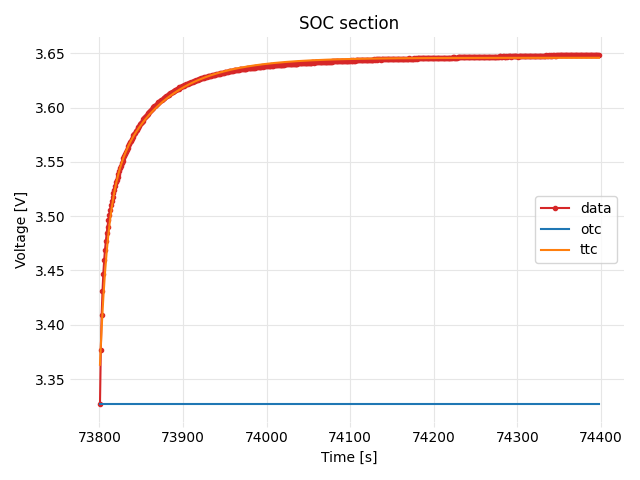 SOC section
Voltage [V]
3.65
3.60
3.55
3.50
3.45
3.40
3.35
data
otc
ttc
73800 73900 74000 74100 74200 74300 74400
Time [s]